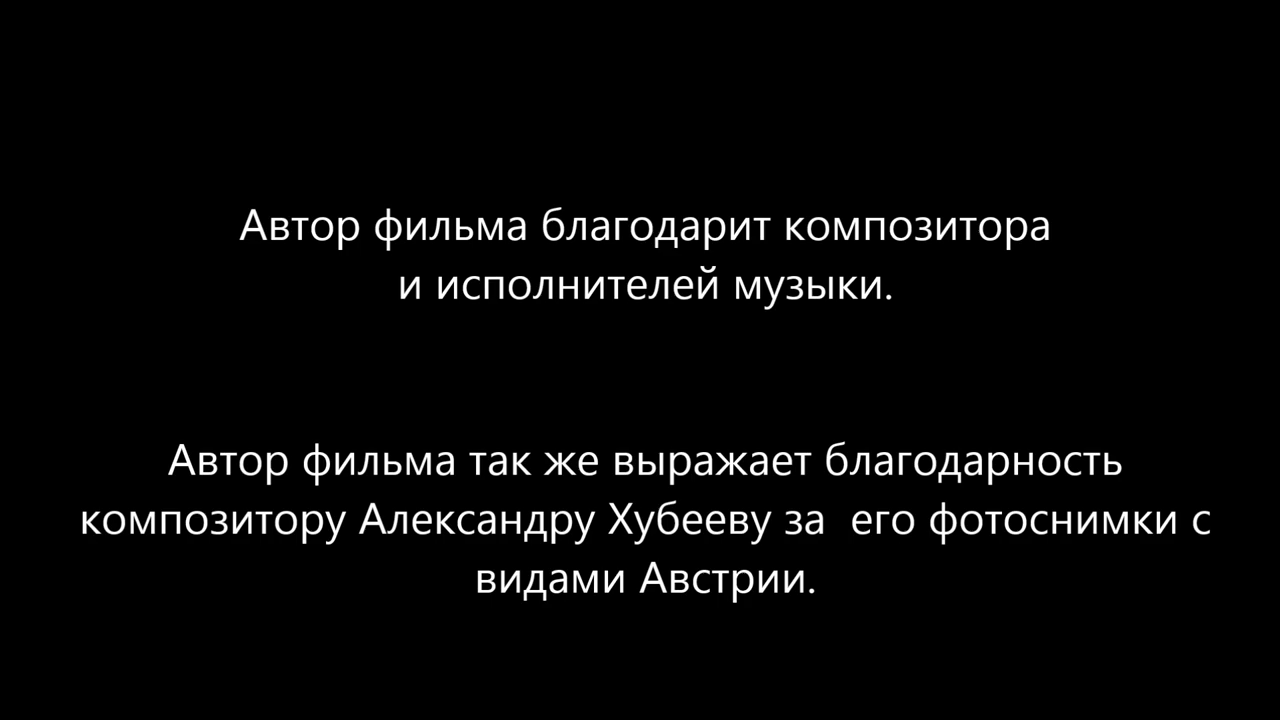 Автор фильма благодарит композитора
и исполнителей музыки.
Автор фильма так же выражает благодарность
композитору Александру Хубееву за  его фотоснимки с
видами Австрии.